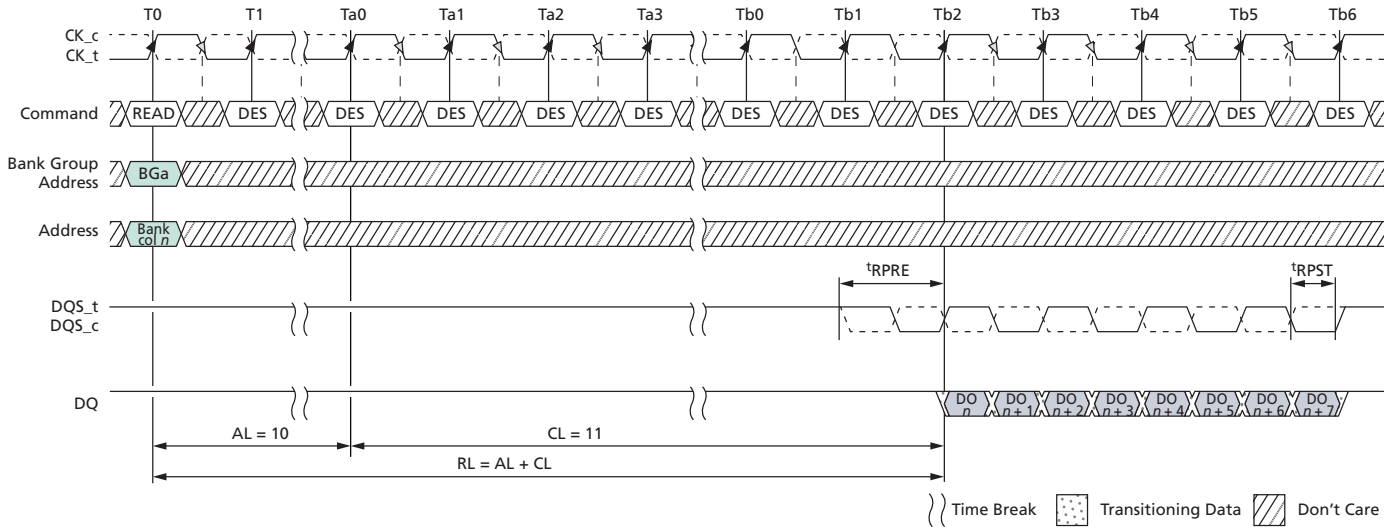 T0 T1 Ta0 Ta1 Ta2 Ta3 Tb0 Tb1 Tb2 Tb3 Tb4 Tb5 Tb6
CK_c
CK_t
Command READ DES DES DES DES DES DES DES DES DES DES DES DES
Bank Group
Address
BGa
Address
Bank
col n
tRPRE
tRPST
DQS_t
DQS_c
DQ
DO n DO n + 1 DO n + 2 DO n + 3 DO n + 4 DO n + 5 DO n + 6 DO n + 7
AL = 10 CL = 11
RL = AL + CL
Time Break Transitioning Data Don’t Care